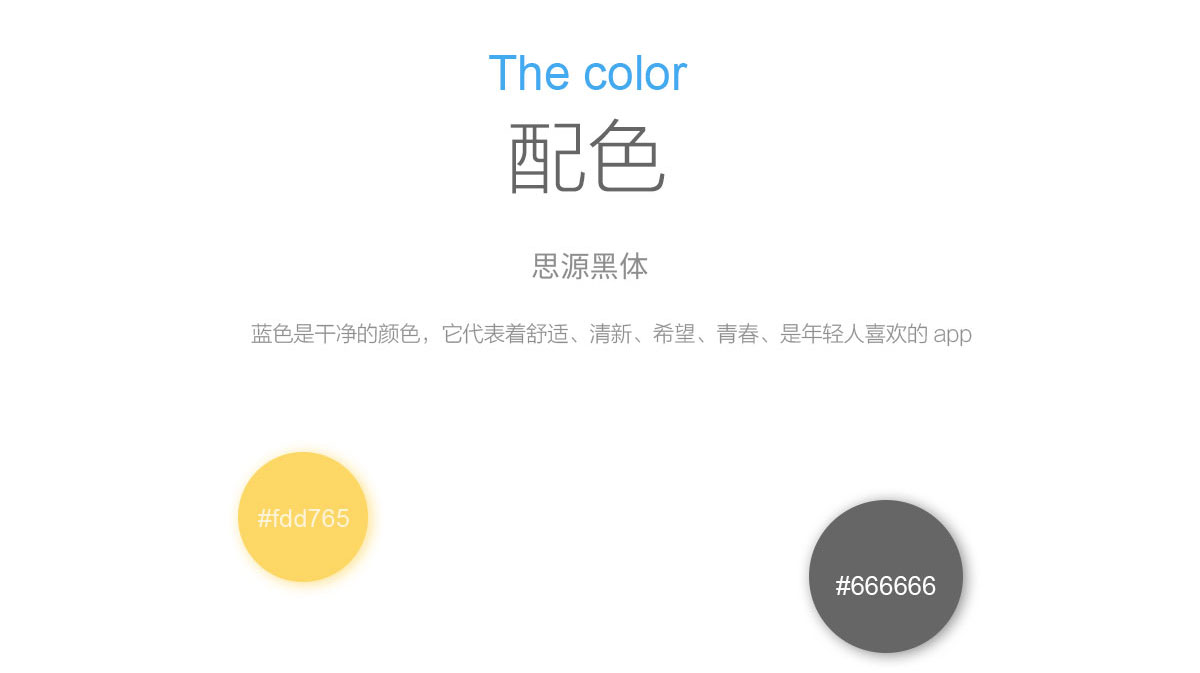 The color
配色
思源黑体
蓝色是干净的颜色，它代表着舒适、清新、希望、青春、是年轻人喜欢的 app
#fdd765
#666666